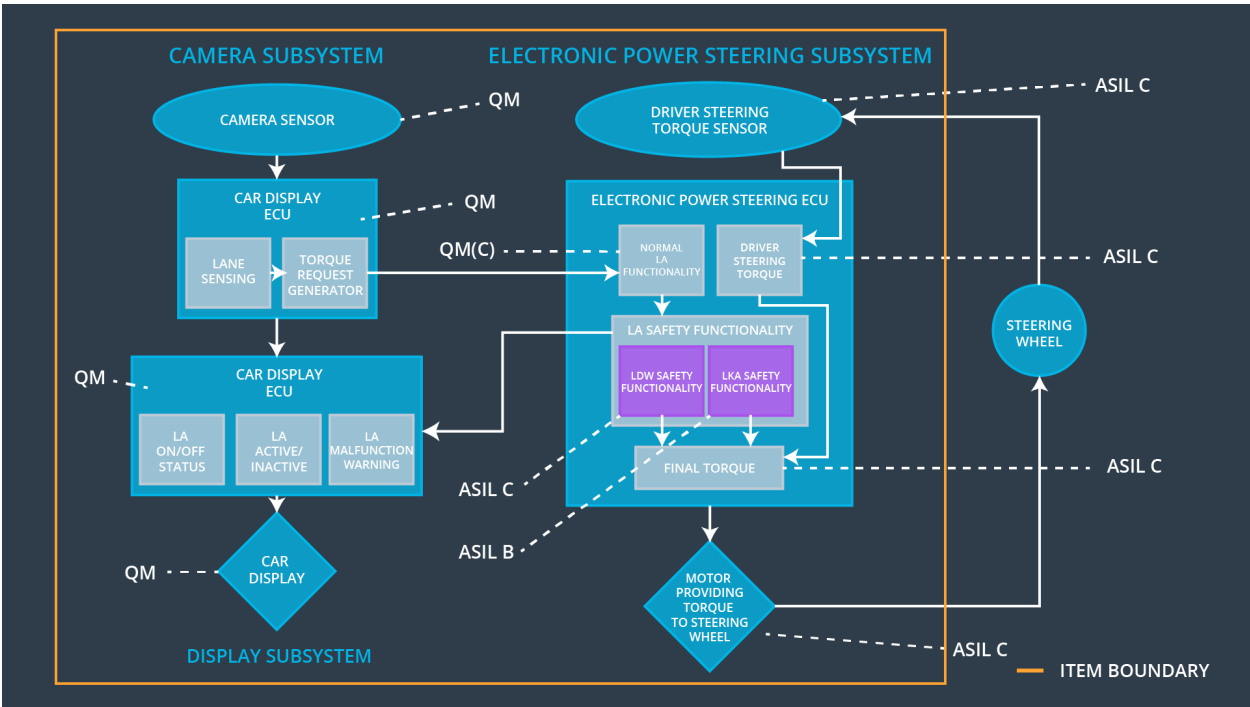 CAMERA SUBSYSTEM
ELECTRONIC POWER STEERING SUBSYSTEM
CAMERA SENSOR
QM
DRIVER STEERING
TORQUE SENSOR
ASIL C
CAR DISPLAY
ECU
QM
LANE
SENSING
TORQUE
REQUEST
GENERATOR
ELECTRONIC POWER STEERING ECU
QM(C)
NORMAL
LA
FUNCTIONALITY
DRIVER
STEERING
TORQUE
ASIL C
STEERING
WHEEL
LA SAFETY FUNCTIONALITY
LDW SAFETY
FUNCTIONALITY
LKA SAFETY
FUNCTIONALITY
QM
CAR DISPLAY
ECU
LA
ON/OFF
STATUS
LA
ACTIVE/
INACTIVE
LA
MALFUNCTION
WARNING
FINAL TORQUE
ASIL C
ASIL C
ASIL B
QM
CAR
DISPLAY
MOTOR
PROVIDING
TORQUE
TO STEERING
WHEEL
ASIL C
DISPLAY SUBSYSTEM
ITEM BOUNDARY